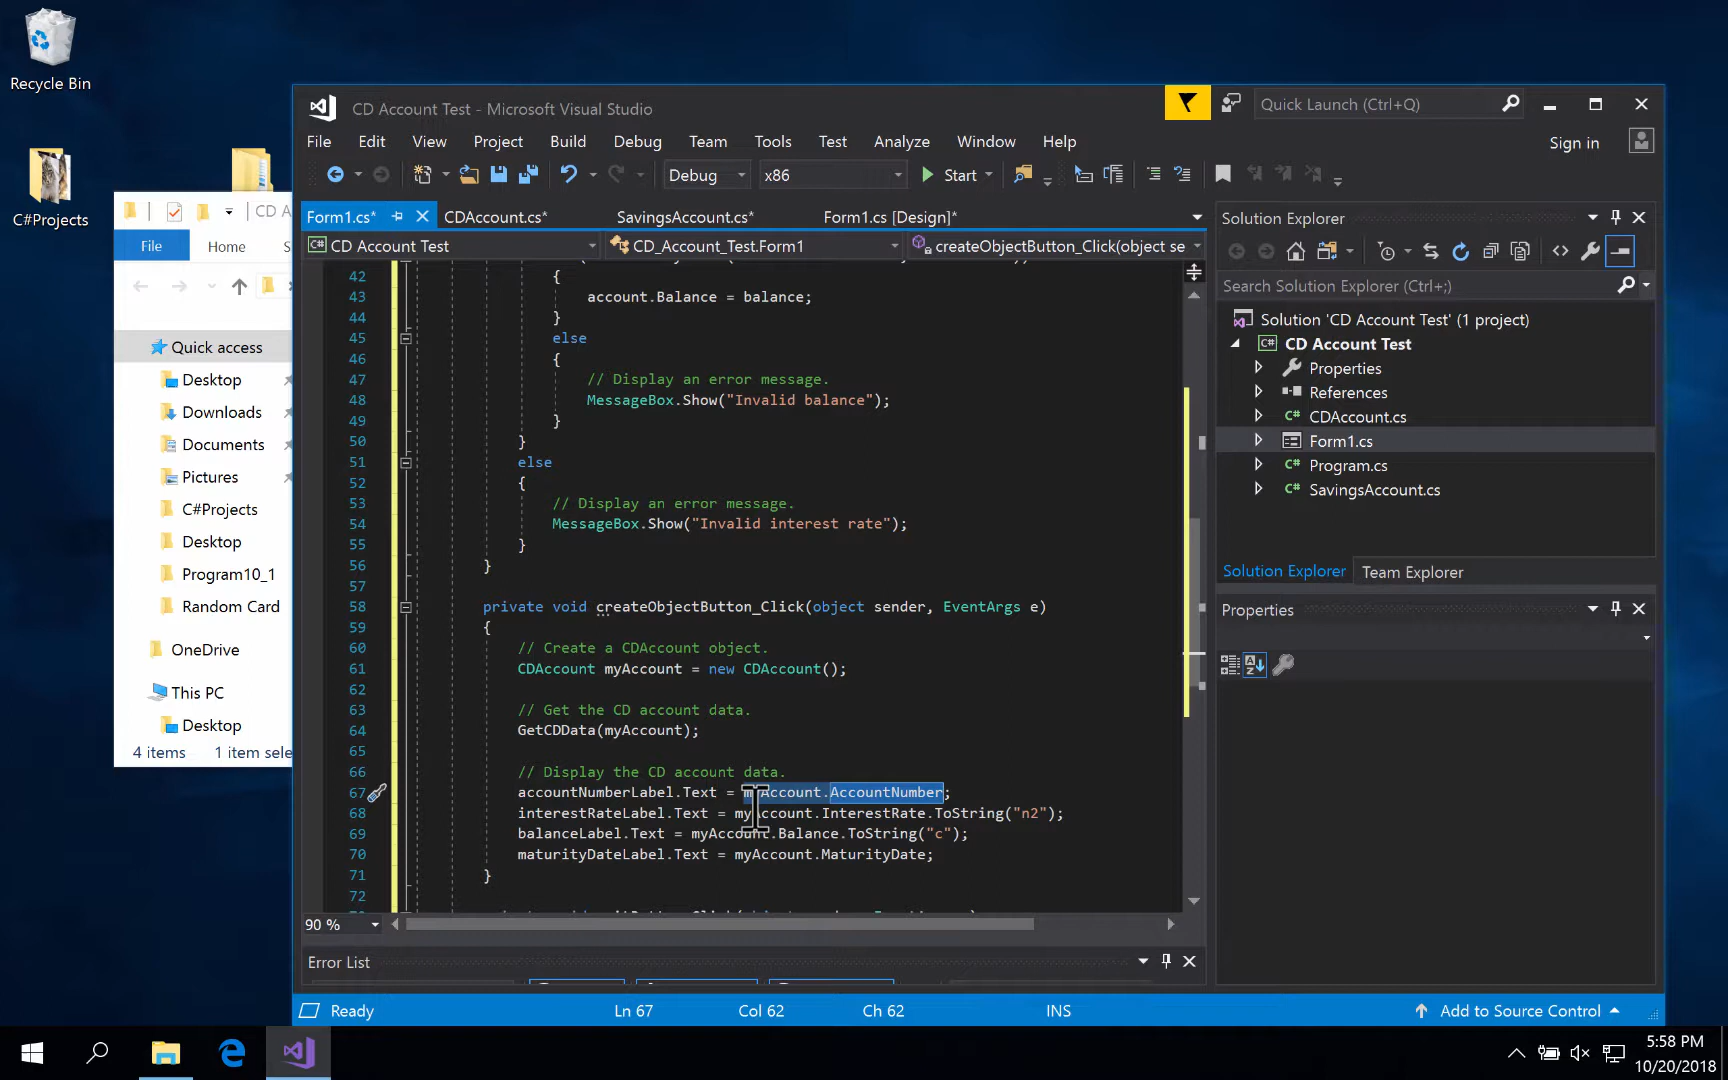 Recycle Bin
C#Projects
CD A
File
Home
S
Quick access
Desktop
Downloads
Documents
Pictures
C#Projects
Desktop
Program10_1
Random Card
OneDrive
This PC
Desktop
4 items
1 item sele
CD Account Test - Microsoft Visual Studio
Quick Launch (Ctrl+Q)
File Edit View Project Build Debug Team Tools Test Analyze Window Help
Sign in
Debug
x86
Start
Form1.cs*
CDAccount.cs*
SavingsAccount.cs*
Form1.cs [Design]*
CD Account Test
CD_Account_Test.Form1
createObjectButton_Click(object se
42 {
43 account.Balance = balance;
44 }
45 else
46 {
47 // Display an error message.
48 MessageBox.Show("Invalid balance");
49 }
50 }
51 else
52 {
53 // Display an error message.
54 MessageBox.Show("Invalid interest rate");
55 }
56 }
57
58 private void createObjectButton_Click(object sender, EventArgs e)
59 {
60 // Create a CDAccount object.
61 CDAccount myAccount = new CDAccount();
62
63 // Get the CD account data.
64 GetCDData(myAccount);
65
66 // Display the CD account data.
67 accountNumberLabel.Text = myAccount.AccountNumber;
68 interestRateLabel.Text = myAccount.InterestRate.ToString("n2");
69 balanceLabel.Text = myAccount.Balance.ToString("c");
70 maturityDateLabel.Text = myAccount.MaturityDate;
71 }
72
90 %
Error List
Ready
Ln 67
Col 62
Ch 62
INS
Add to Source Control
Solution Explorer
Search Solution Explorer (Ctrl+;)
Solution 'CD Account Test' (1 project)
C# CD Account Test
Properties
References
C# CDAccount.cs
Form1.cs
C# Program.cs
C# SavingsAccount.cs
Solution Explorer
Team Explorer
Properties
5:58 PM
10/20/2018